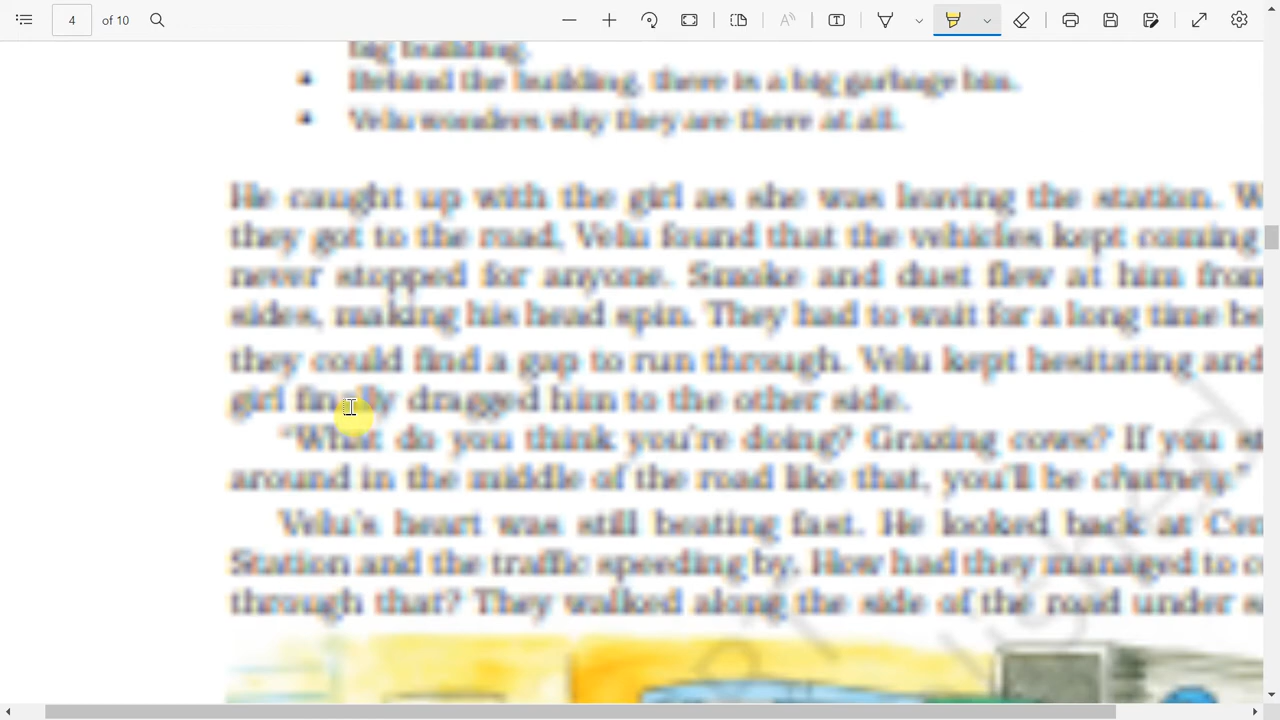 4 of 10
big building.
• Behind the building, there is a big garbage bin.
• Velu wonders why they are there at all.
He caught up with the girl as she was leaving the station. W
they got to the road, Velu found that the vehicles kept coming
never stopped for anyone. Smoke and dust flew at him from
sides, making his head spin. They had to wait for a long time be
they could find a gap to run through. Velu kept hesitating and
girl finally dragged him to the other side.
“What do you think you're doing? Grazing cows? If you st
around in the middle of the road like that, you'll be chutney.”
Velu's heart was still beating fast. He looked back at Cen
Station and the traffic speeding by. How had they managed to c
through that? They walked along the side of the road under s